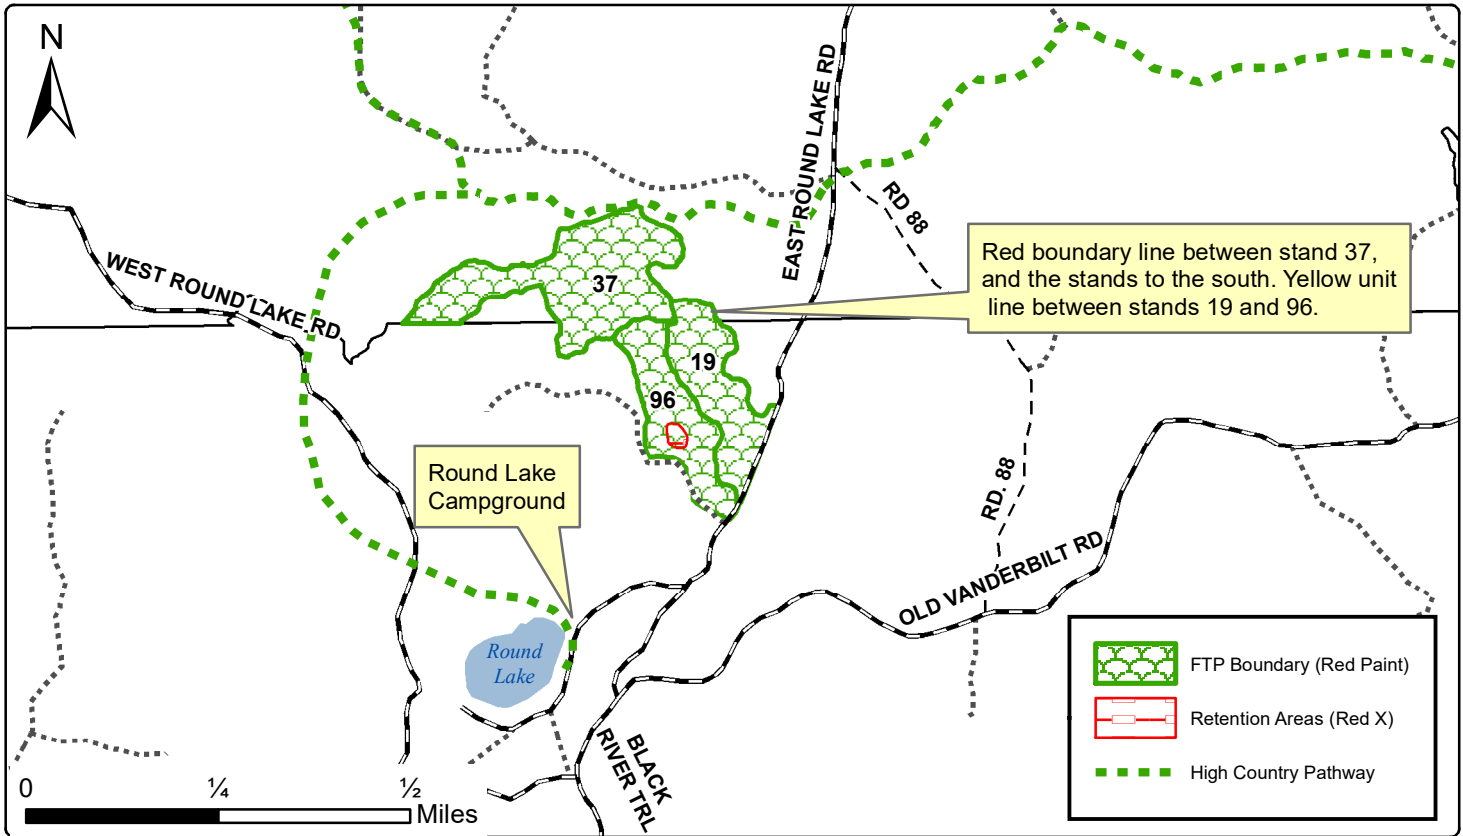 N
EAST ROUND LAKE RD
RD 88
WEST ROUND LAKE RD
37
Red boundary line between stand 37,
and the stands to the south. Yellow unit
line between stands 19 and 96.
19
96
Round Lake
Campground
RD. 88
OLD VANDERBILT RD
Round
Lake
BLACK
RIVER TRL
FTP Boundary (Red Paint)
Retention Areas (Red X)
High Country Pathway
0 ¼ ½
Miles